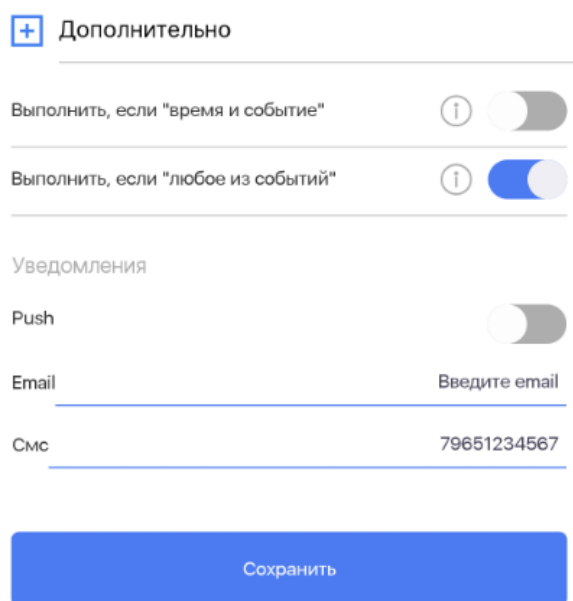 Дополнительно
Выполнить, если "время и событие"
Выполнить, если "любое из событий"
Уведомления
Push
Email Введите email
Смс 79651234567
Сохранить